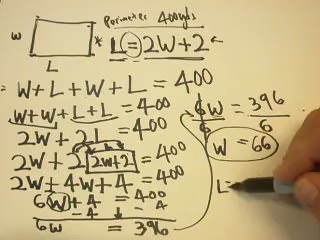 Perimeter 400yds
W
* L = 2W+2
L
= W+L+W+L = 400
W+W+L+L = 400
2W + 2L = 400
2W + 2(2W+2) = 400
2W + 4W + 4 = 400
6W + 4 = 400
- 4 4
6W = 396
6W = 396
6 6
W = 66
L =